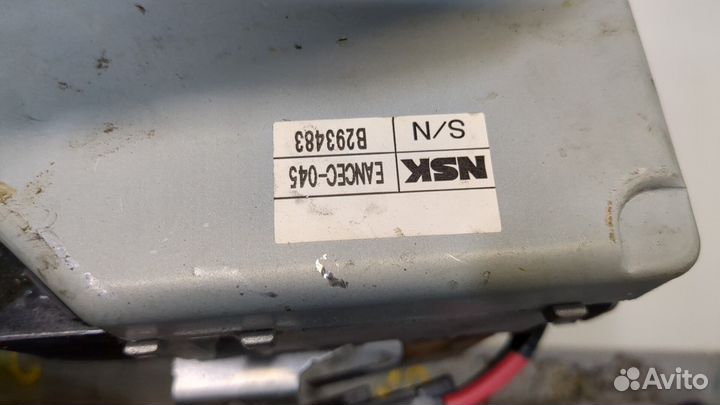 NSK EANCEC-045
S/N B293483
Avito